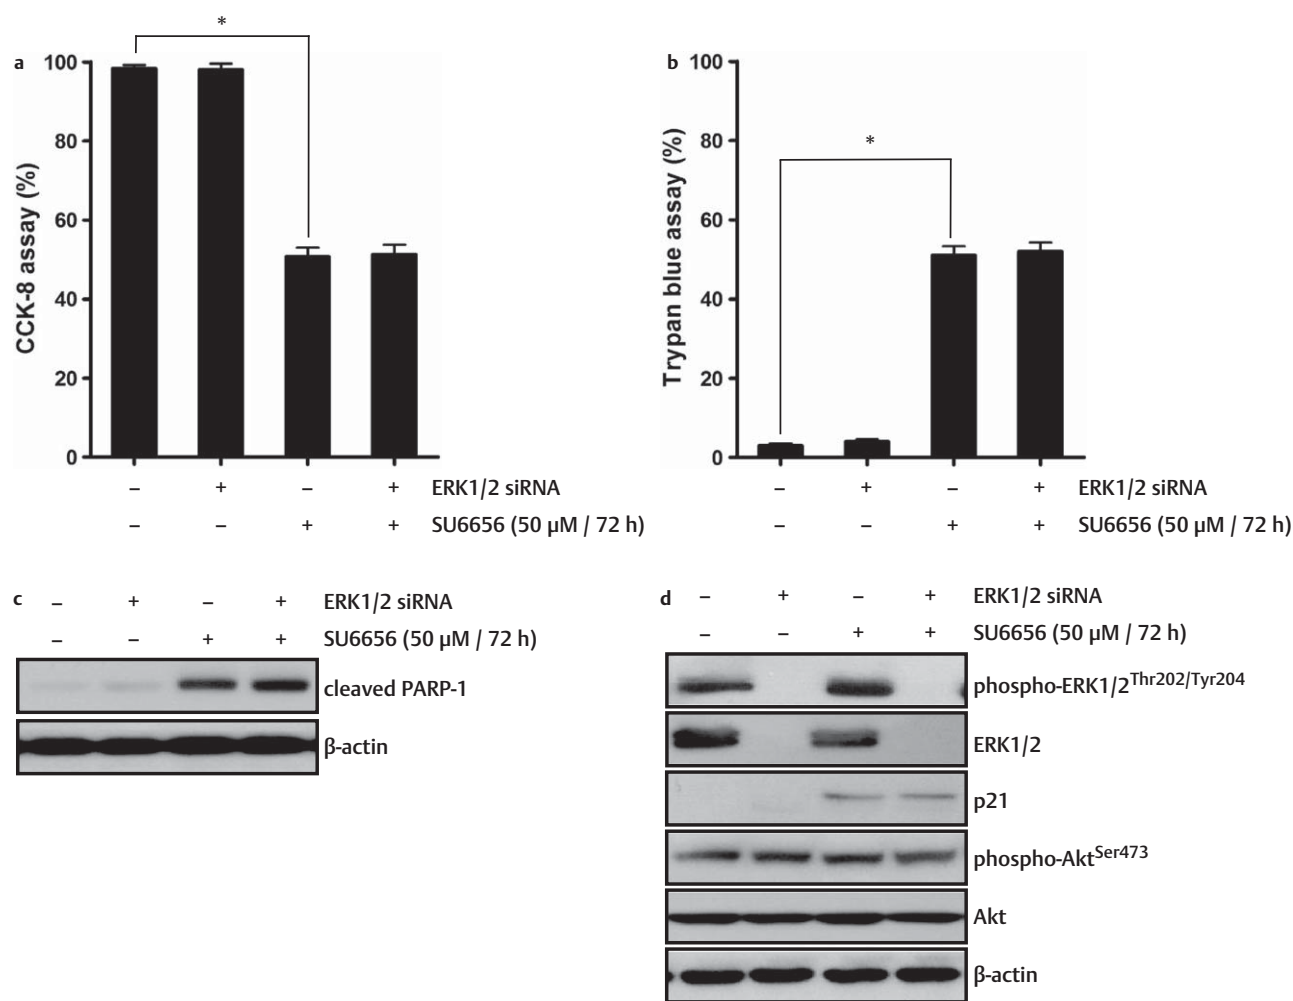 a
*
CCK-8 assay (%)
100
80
60
40
20
0
– + – + ERK1/2 siRNA
– – + + SU6656 (50 µM / 72 h)
b
*
Trypan blue assay (%)
100
80
60
40
20
0
– + – + ERK1/2 siRNA
– – + + SU6656 (50 µM / 72 h)
c – + – + ERK1/2 siRNA
– – + + SU6656 (50 µM / 72 h)
cleaved PARP-1
β-actin
d – + – + ERK1/2 siRNA
– – + + SU6656 (50 µM / 72 h)
phospho-ERK1/2Thr202/Tyr204
ERK1/2
p21
phospho-AktSer473
Akt
β-actin